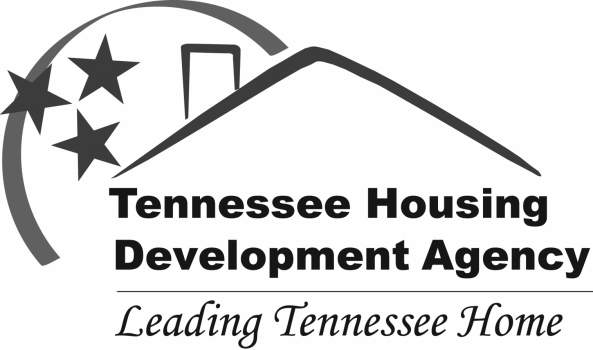 Tennessee Housing
Development Agency
Leading Tennessee Home